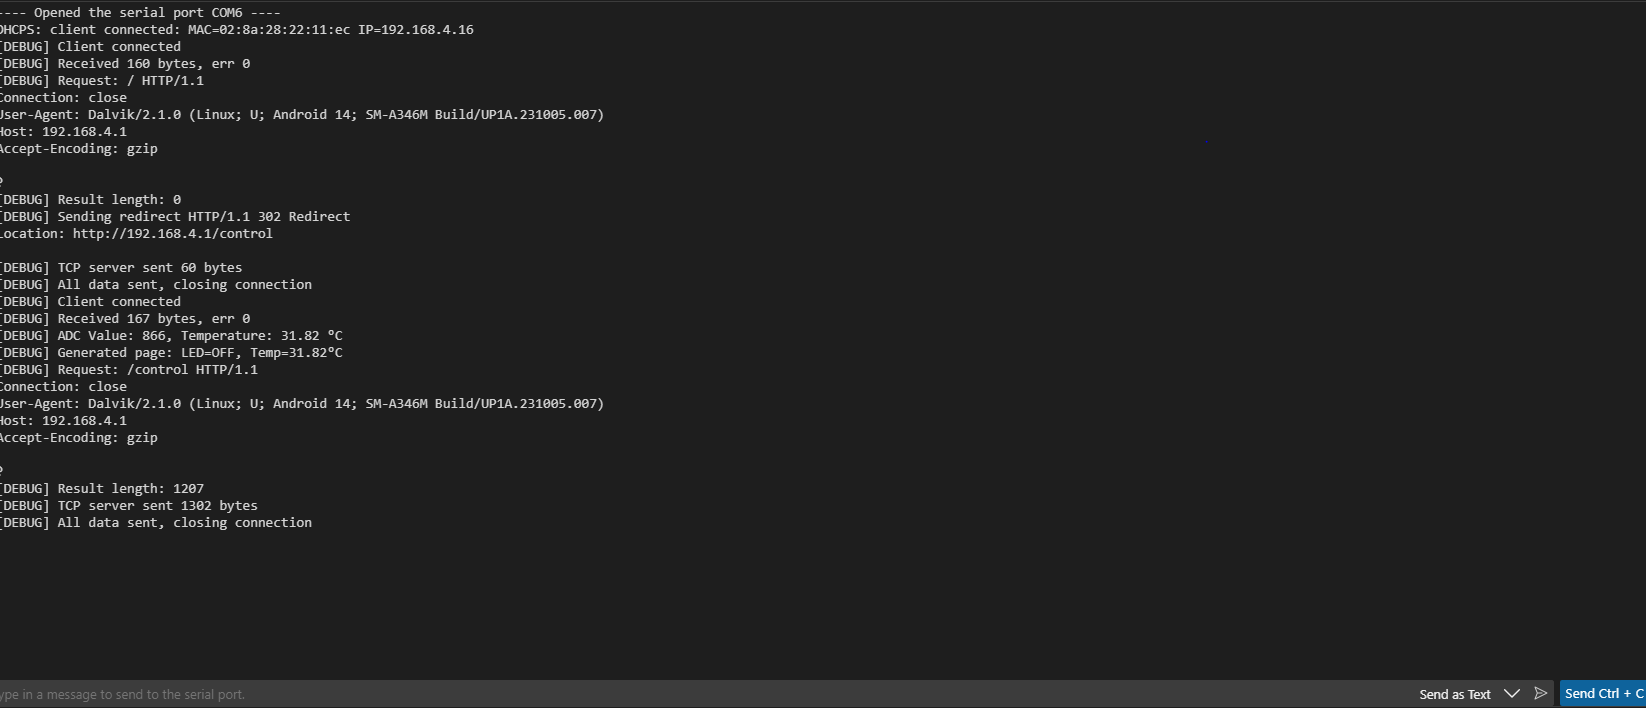 ---- Opened the serial port COM6 ----
DHCPS: client connected: MAC=02:8a:28:22:11:ec IP=192.168.4.16
[DEBUG] Client connected
[DEBUG] Received 160 bytes, err 0
[DEBUG] Request: / HTTP/1.1
Connection: close
User-Agent: Dalvik/2.1.0 (Linux; U; Android 14; SM-A346M Build/UP1A.231005.007)
Host: 192.168.4.1
Accept-Encoding: gzip
?
[DEBUG] Result length: 0
[DEBUG] Sending redirect HTTP/1.1 302 Redirect
Location: http://192.168.4.1/control
[DEBUG] TCP server sent 60 bytes
[DEBUG] All data sent, closing connection
[DEBUG] Client connected
[DEBUG] Received 167 bytes, err 0
[DEBUG] ADC Value: 866, Temperature: 31.82 ºC
[DEBUG] Generated page: LED=OFF, Temp=31.82ºC
[DEBUG] Request: /control HTTP/1.1
Connection: close
User-Agent: Dalvik/2.1.0 (Linux; U; Android 14; SM-A346M Build/UP1A.231005.007)
Host: 192.168.4.1
Accept-Encoding: gzip
?
[DEBUG] Result length: 1207
[DEBUG] TCP server sent 1302 bytes
[DEBUG] All data sent, closing connection
ype in a message to send to the serial port.
Send as Text
Send Ctrl + C